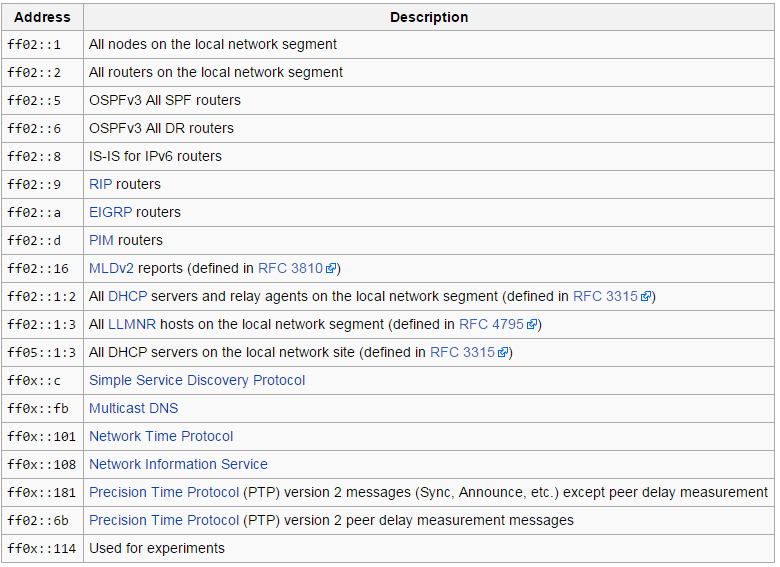 Address Description
ff02::1 All nodes on the local network segment
ff02::2 All routers on the local network segment
ff02::5 OSPFv3 All SPF routers
ff02::6 OSPFv3 All DR routers
ff02::8 IS-IS for IPv6 routers
ff02::9 RIP routers
ff02::a EIGRP routers
ff02::d PIM routers
ff02::16 MLDv2 reports (defined in RFC 3810)
ff02::1:2 All DHCP servers and relay agents on the local network segment (defined in RFC 3315)
ff02::1:3 All LLMNR hosts on the local network segment (defined in RFC 4795)
ff05::1:3 All DHCP servers on the local network site (defined in RFC 3315)
ff0x::c Simple Service Discovery Protocol
ff0x::fb Multicast DNS
ff0x::101 Network Time Protocol
ff0x::108 Network Information Service
ff0x::181 Precision Time Protocol (PTP) version 2 messages (Sync, Announce, etc.) except peer delay measurement
ff02::6b Precision Time Protocol (PTP) version 2 peer delay measurement messages
ff0x::114 Used for experiments